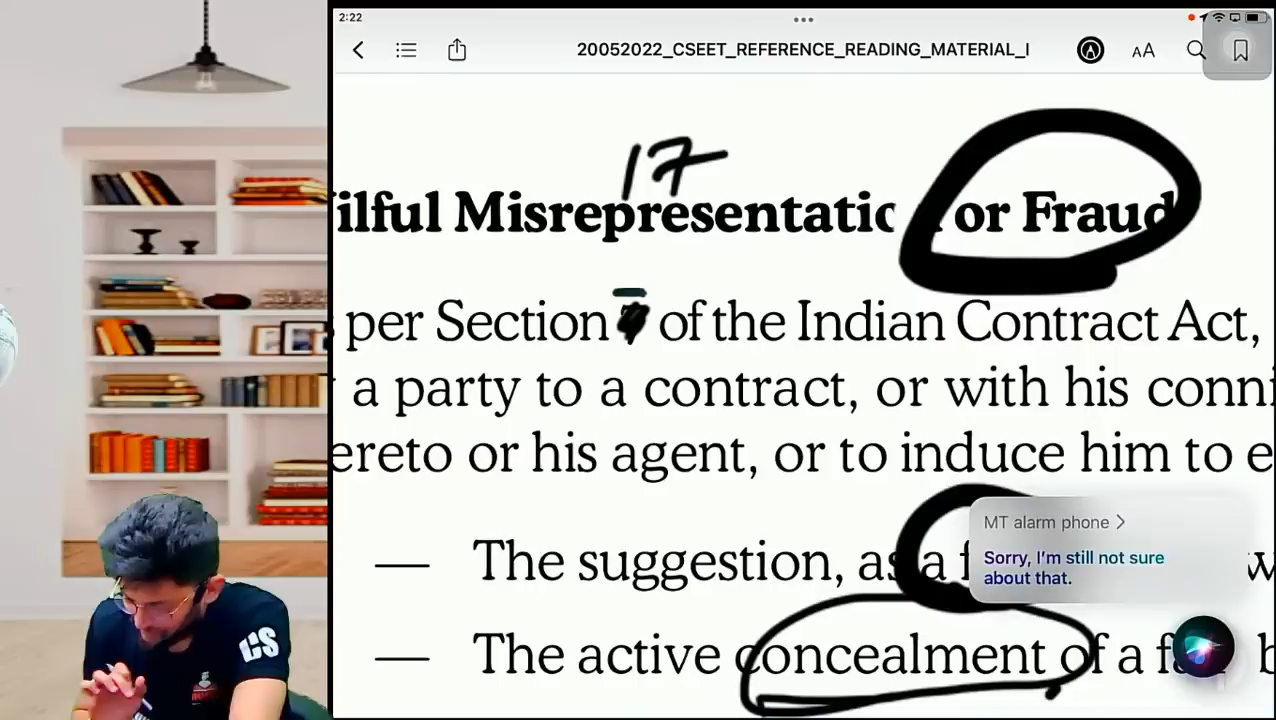 2:22
20052022_CSEET_REFERENCE_READING_MATERIAL_I
AA
17
ilful Misrepresentatio or Fraud
per Section of the Indian Contract Act,
a party to a contract, or with his conni
ereto or his agent, or to induce him to e
MT alarm phone >
Sorry, I'm still not sure
about that.
— The suggestion, as a f w
— The active concealment of a fa b
CS